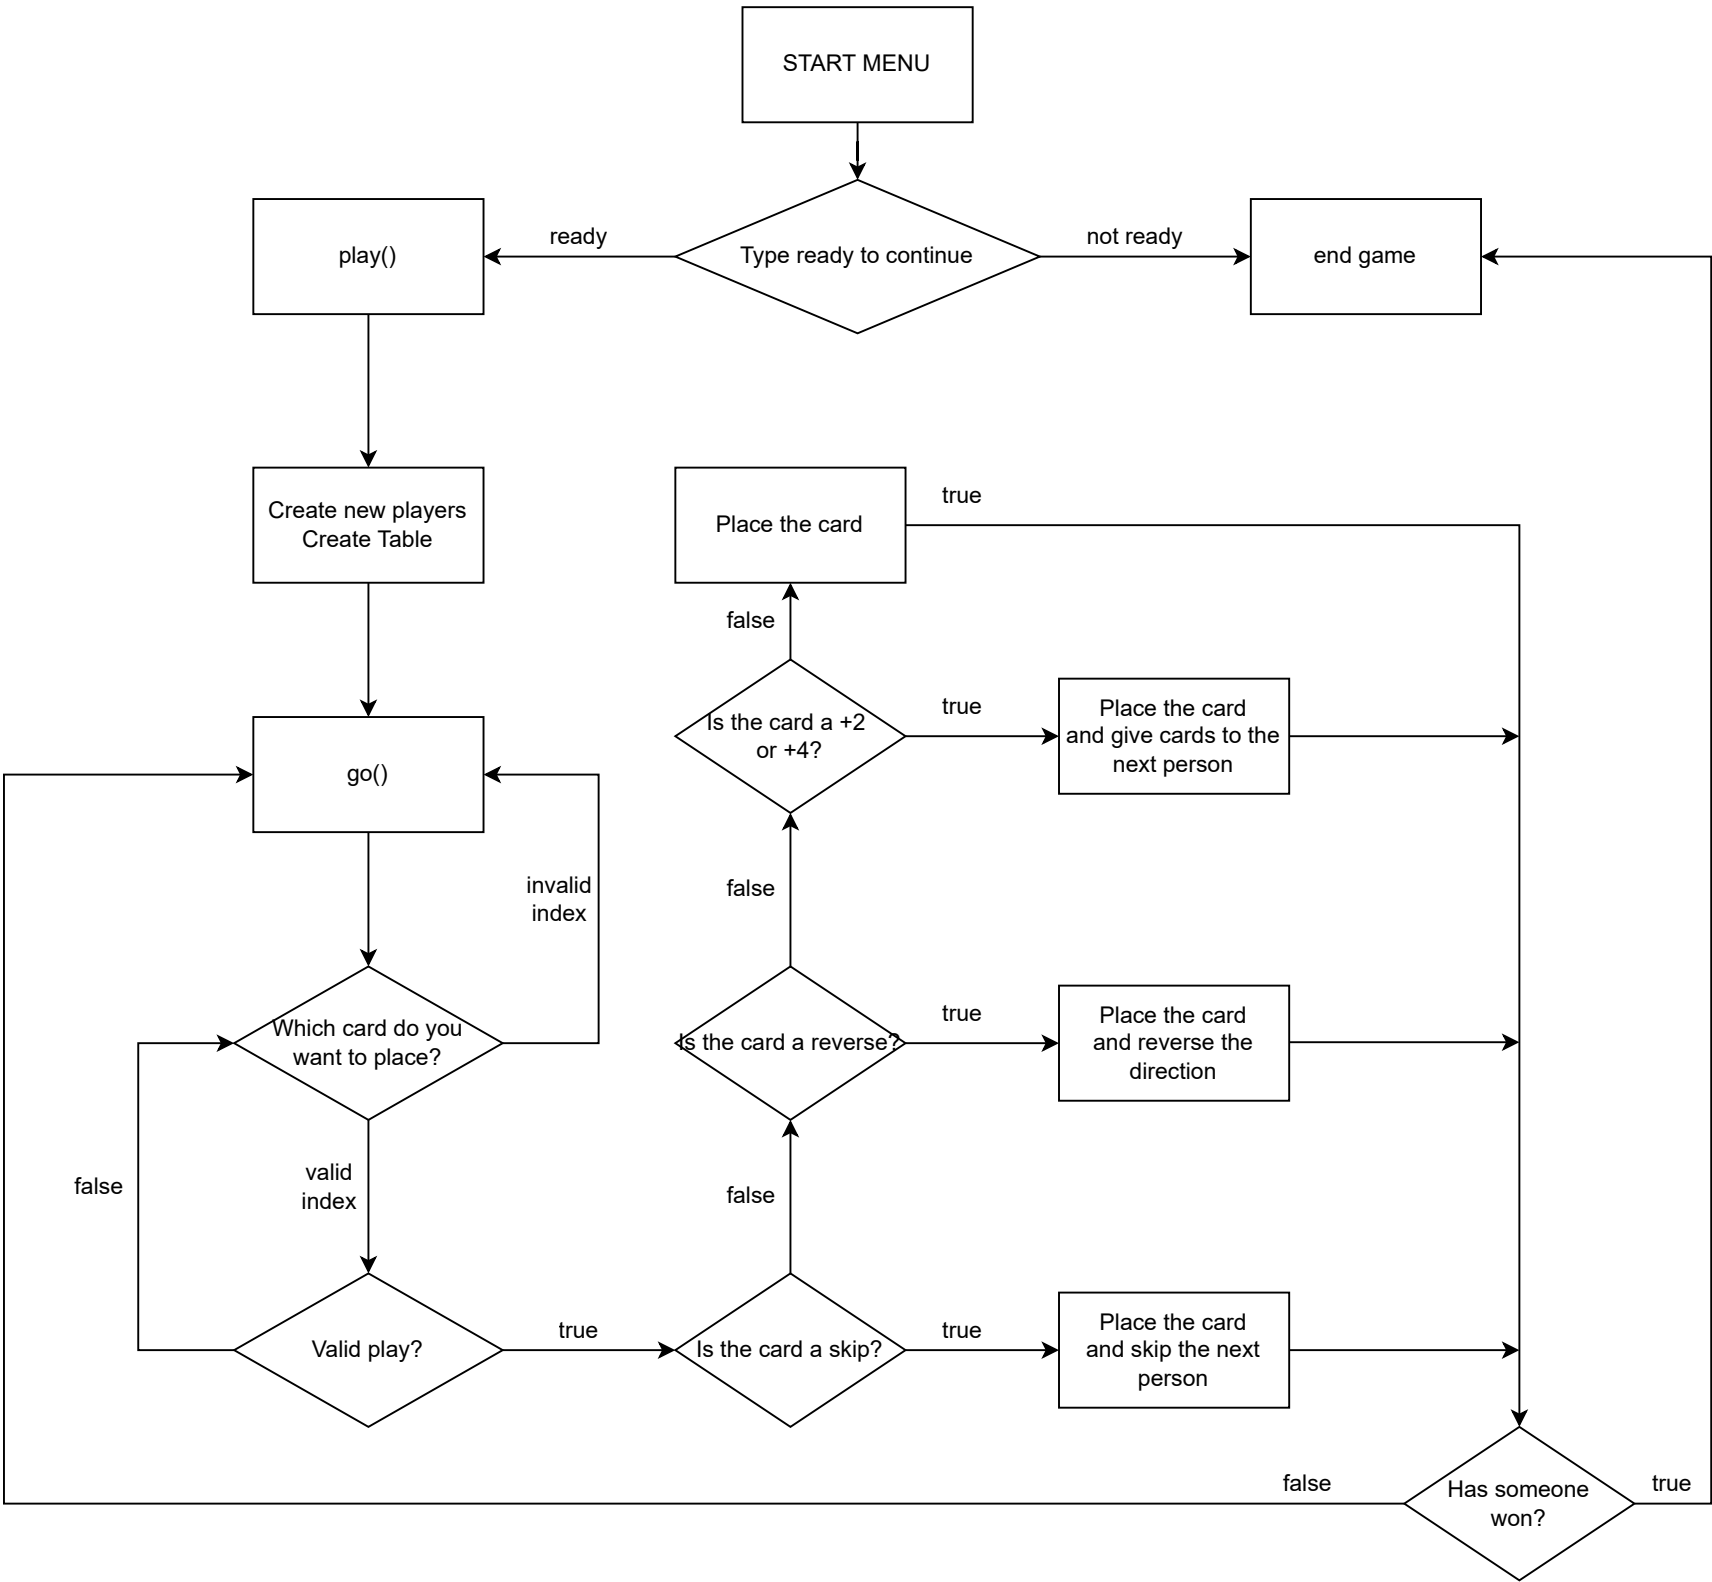 START MENU
ready
not ready
play()
Type ready to continue
end game
true
Create new players
Create Table
Place the card
false
true
Is the card a +2
or +4?
Place the card
and give cards to the
next person
go()
invalid
index
false
true
Which card do you
want to place?
Is the card a reverse?
Place the card
and reverse the
direction
false
valid
index
false
true
true
Valid play?
Is the card a skip?
Place the card
and skip the next
person
false
true
Has someone
won?